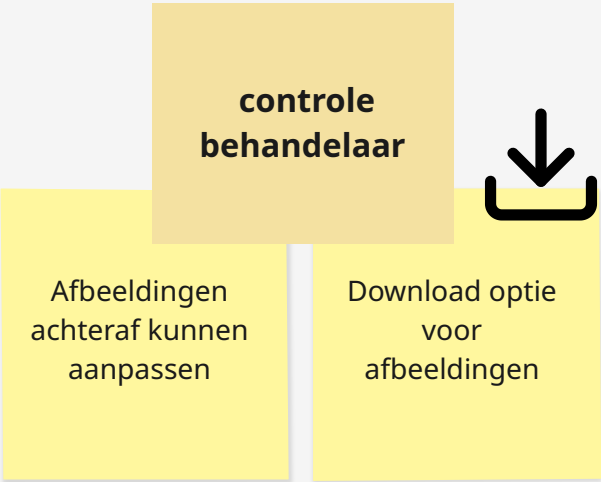 controle
behandelaar
Afbeeldingen
achteraf kunnen
aanpassen
Download optie
voor
afbeeldingen